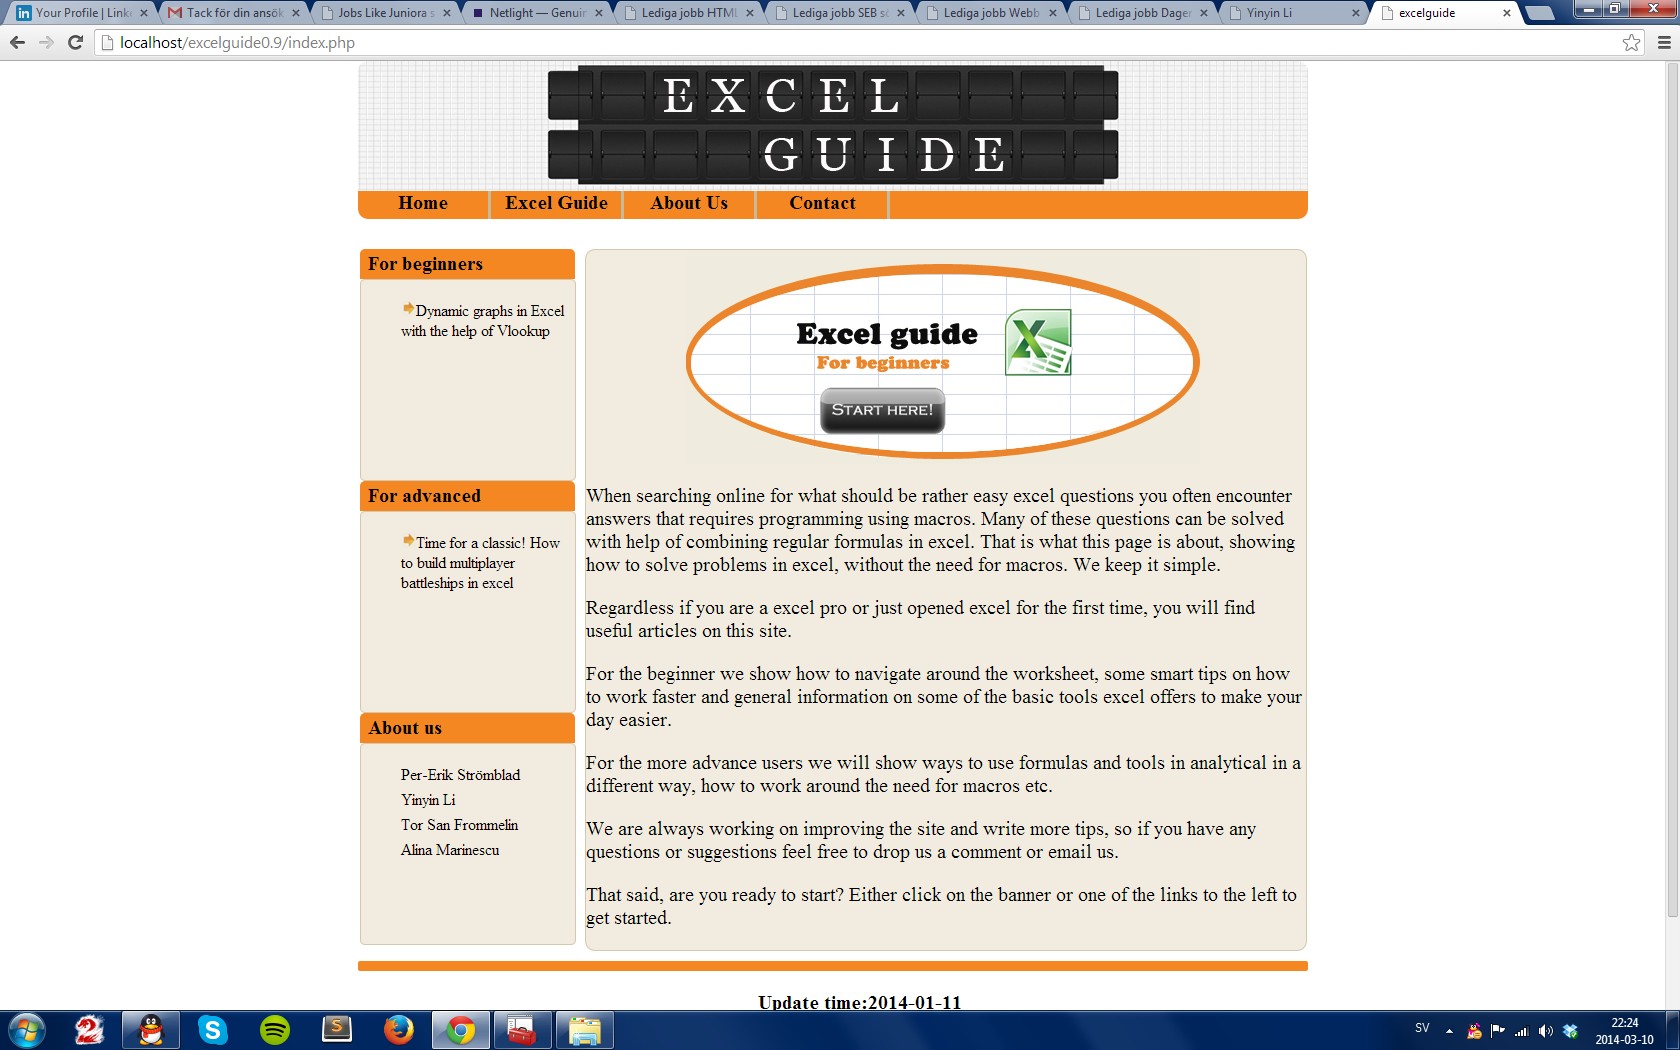 Your Profile | Link
Tack för din ansök
Jobs Like Juniora s
Netlight — Genuin
Lediga jobb HTML
Lediga jobb SEB sö
Lediga jobb Webb
Lediga jobb Dager
Yinyin Li
excelguide
localhost/excelguide0.9/index.php
EXCEL
GUIDE
Home
Excel Guide
About Us
Contact
For beginners
Dynamic graphs in Excel
with the help of Vlookup
For advanced
Time for a classic! How
to build multiplayer
battleships in excel
About us
Per-Erik Strömblad
Yinyin Li
Tor San Frommelin
Alina Marinescu
Excel guide
For beginners
START HERE!
When searching online for what should be rather easy excel questions you often encounter
answers that requires programming using macros. Many of these questions can be solved
with help of combining regular formulas in excel. That is what this page is about, showing
how to solve problems in excel, without the need for macros. We keep it simple.
Regardless if you are a excel pro or just opened excel for the first time, you will find
useful articles on this site.
For the beginner we show how to navigate around the worksheet, some smart tips on how
to work faster and general information on some of the basic tools excel offers to make your
day easier.
For the more advance users we will show ways to use formulas and tools in analytical in a
different way, how to work around the need for macros etc.
We are always working on improving the site and write more tips, so if you have any
questions or suggestions feel free to drop us a comment or email us.
That said, are you ready to start? Either click on the banner or one of the links to the left to
get started.
Update time:2014-01-11
SV
22:24
2014-03-10